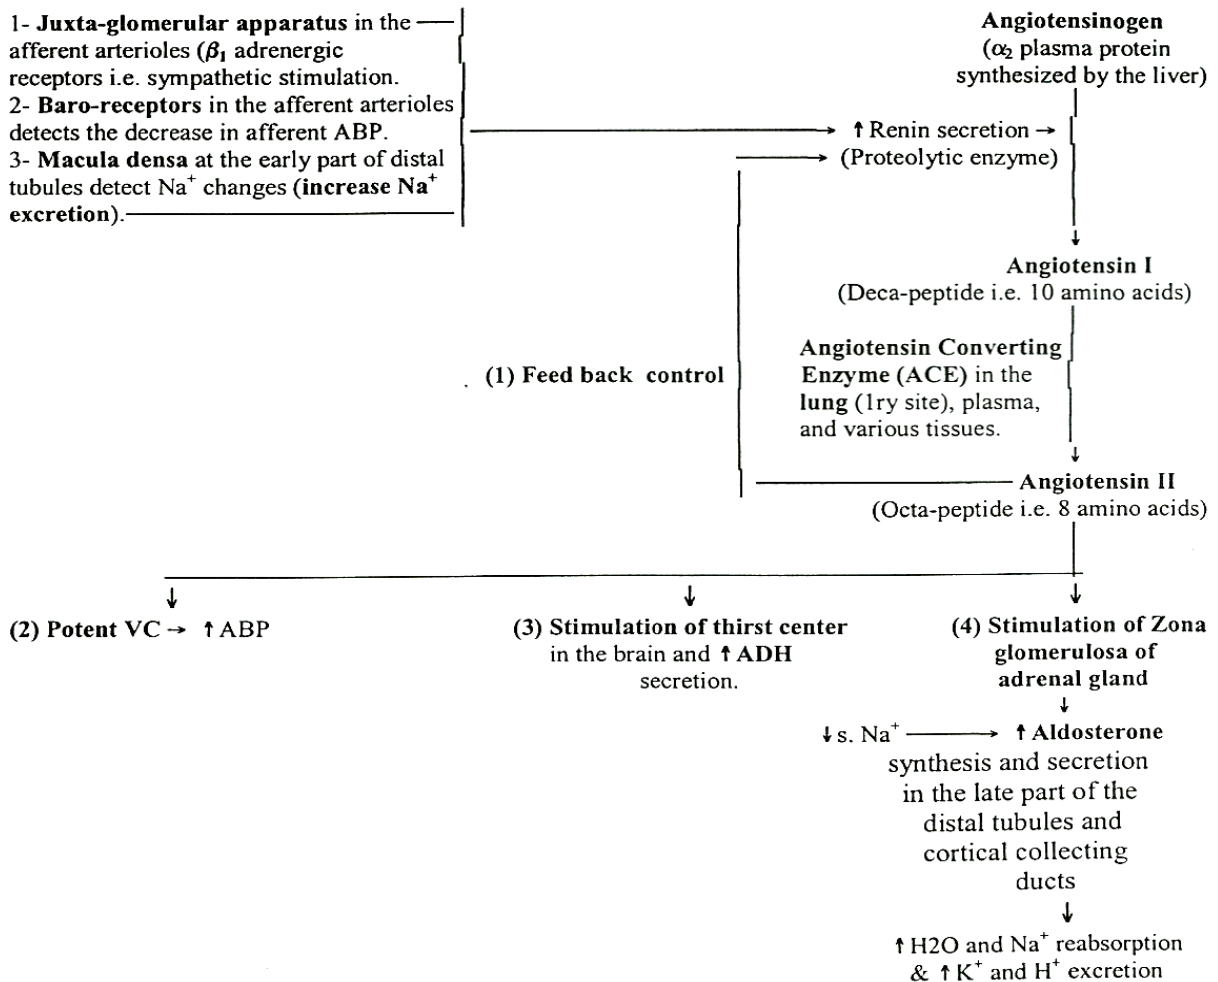 1- Juxta-glomerular apparatus in the
afferent arterioles (β₁ adrenergic
receptors i.e. sympathetic stimulation.
2- Baro-receptors in the afferent arterioles
detects the decrease in afferent ABP.
3- Macula densa at the early part of distal
tubules detect Na⁺ changes (increase Na⁺
excretion).
Angiotensinogen
(α₂ plasma protein
synthesized by the liver)
↑ Renin secretion →
(Proteolytic enzyme)
Angiotensin I
(Deca-peptide i.e. 10 amino acids)
Angiotensin Converting
Enzyme (ACE) in the
lung (1ry site), plasma,
and various tissues.
(1) Feed back control
Angiotensin II
(Octa-peptide i.e. 8 amino acids)
(2) Potent VC → ↑ ABP
(3) Stimulation of thirst center
in the brain and ↑ ADH
secretion.
(4) Stimulation of Zona
glomerulosa of
adrenal gland
↓ s. Na⁺ → ↑ Aldosterone
synthesis and secretion
in the late part of the
distal tubules and
cortical collecting
ducts
↑ H2O and Na⁺ reabsorption
& ↑ K⁺ and H⁺ excretion